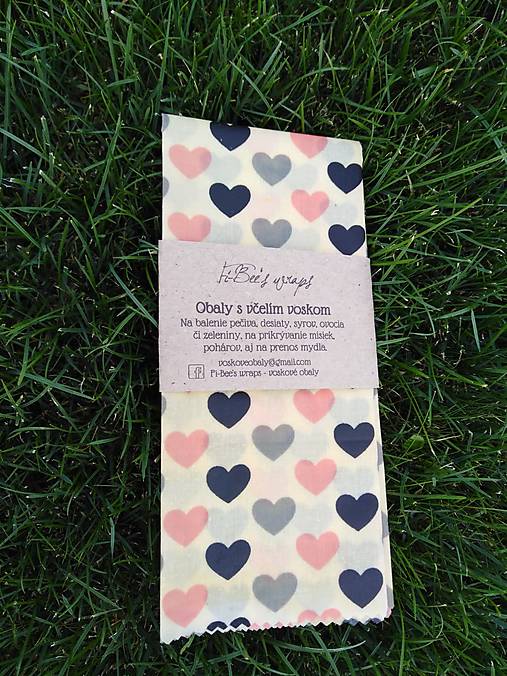 Fi-Bee's wraps
Obaly s včelím voskom
Na balenie pečiva, desiaty, syrov, ovocia
či zeleniny, na prikrývanie misiek,
pohárov, aj na prenos mydla.
voskoveobaly@gmail.com
Fi-Bee's wraps - voskové obaly